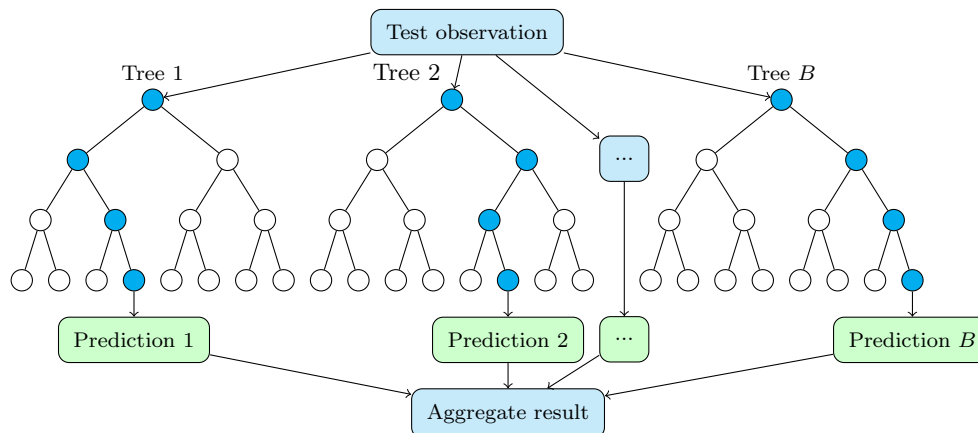 Test observation
Tree 1
Tree 2
Tree B
...
Prediction 1
Prediction 2
...
Prediction B
Aggregate result